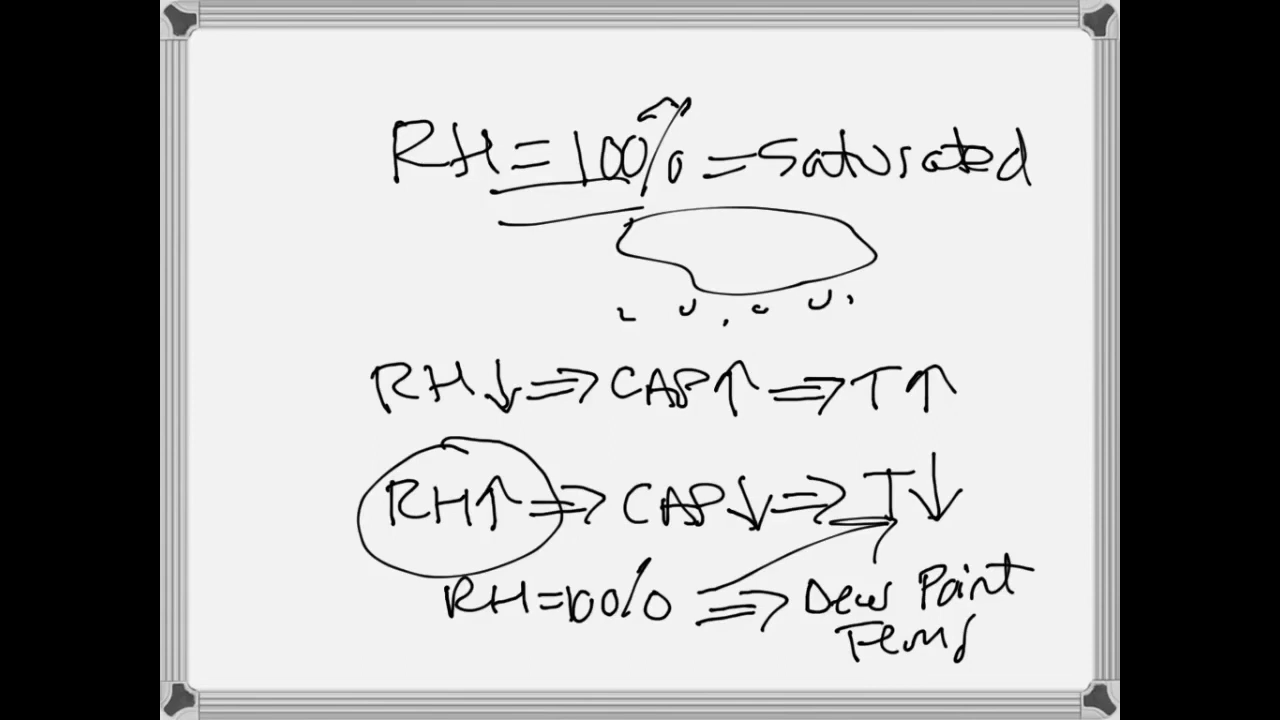 RH = 100% = Saturated
RH↓ ⇒ CAP↑ ⇒ T↑
RH↑ ⇒ CAP↓ ⇒ T↓
RH = 100% ⇒ Dew Point
Temp